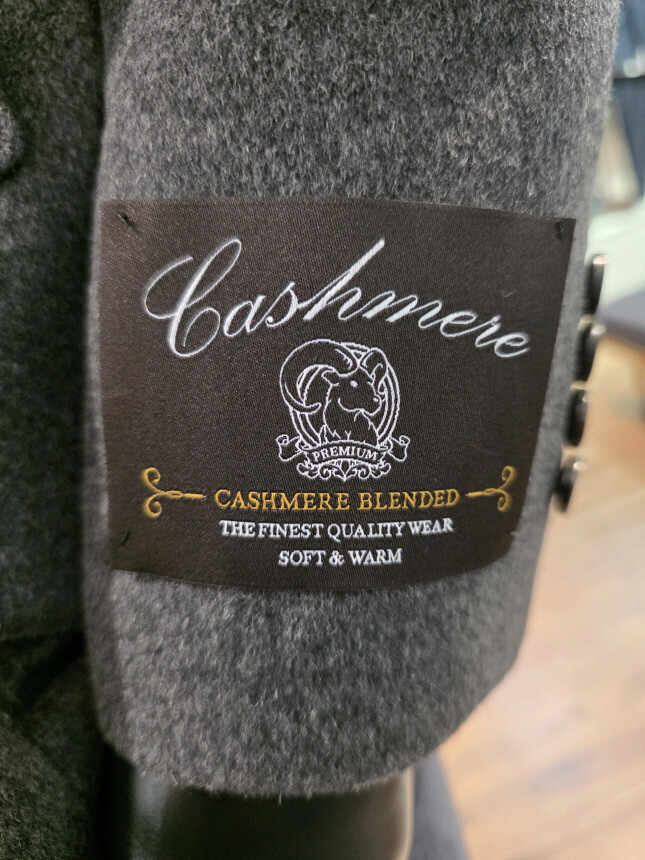 Cashmere
PREMIUM
CASHMERE BLENDED
THE FINEST QUALITY WEAR
SOFT & WARM